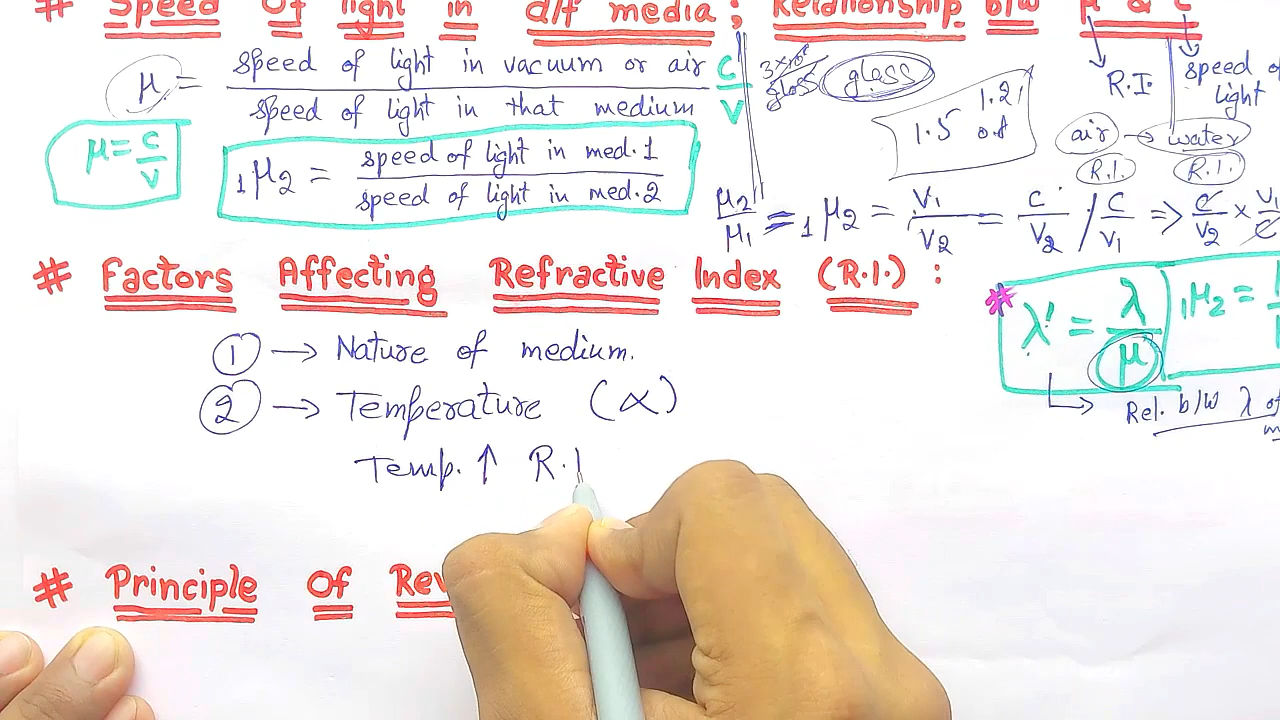 # Speed Of light in d/f media; Relationship b/w μ & c
R.I.
speed of
light
μ = speed of light in vacuum or air / speed of light in that medium
C/V
3×10⁸
glass
glass
1.5 1.21
μ = c/v
₁μ₂ = speed of light in med. 1 / speed of light in med. 2
air → water
R.I. R.I.
μ₂/μ₁ = ₁μ₂ = V₁/V₂ = C/V₂ / C/V₁ ⇒ C/V₂ × V₁/C
# Factors Affecting Refractive Index (R.I.) :
* λ' = λ/μ
₁μ₂ =
① → Nature of medium.
② → Temperature (α)
Rel. b/w λ of
Temp. ↑ R.I
# Principle Of Rev